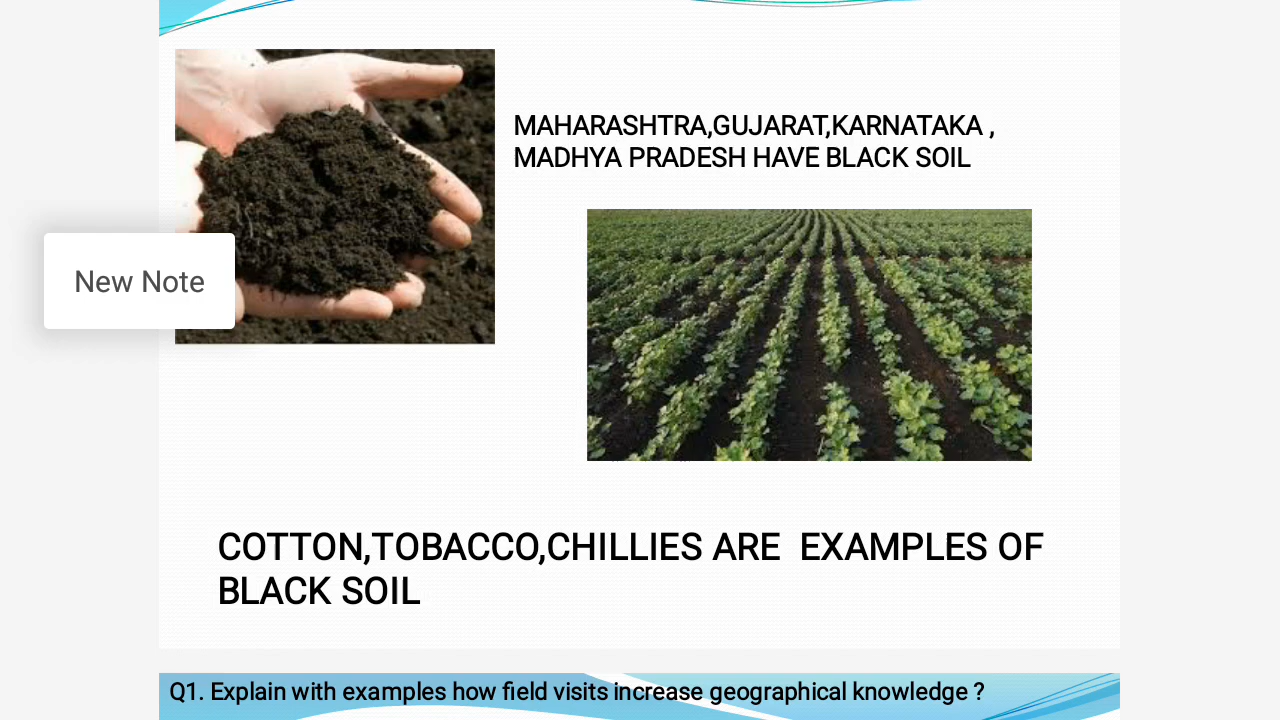 MAHARASHTRA,GUJARAT,KARNATAKA ,
MADHYA PRADESH HAVE BLACK SOIL
New Note
COTTON,TOBACCO,CHILLIES ARE  EXAMPLES OF
BLACK SOIL
Q1. Explain with examples how field visits increase geographical knowledge ?